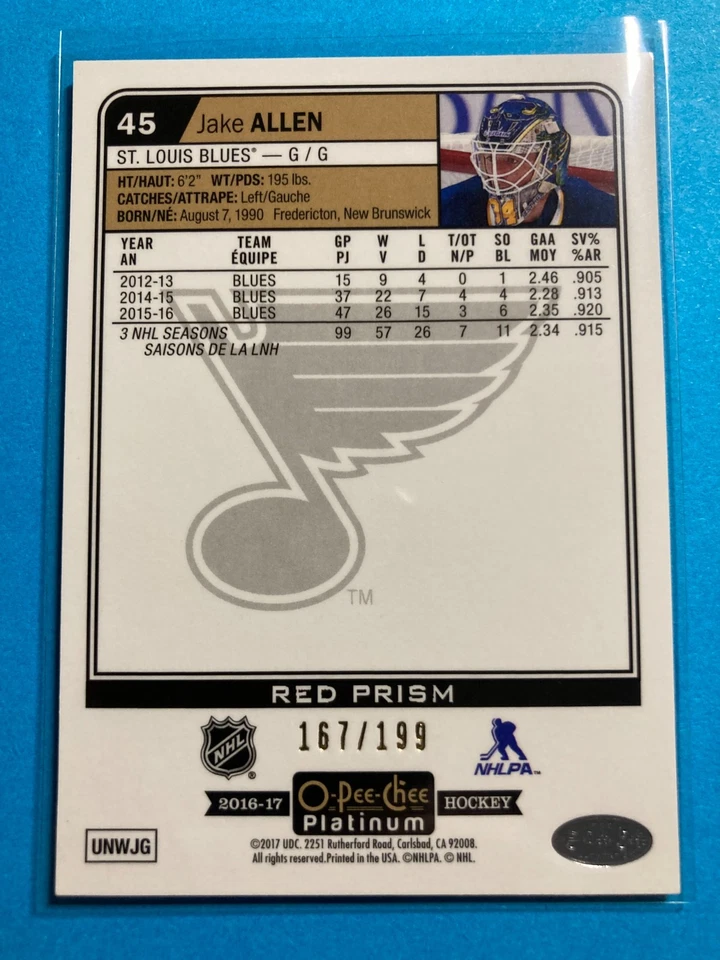 45 Jake ALLEN
ST. LOUIS BLUES* — G / G
HT/HAUT: 6'2" WT/PDS: 195 lbs.
CATCHES/ATTRAPE: Left/Gauche
BORN/NÉ: August 7, 1990 Fredericton, New Brunswick
YEAR TEAM GP W L T/OT SO GAA SV%
AN ÉQUIPE PJ V D N/P BL MOY %AR
2012-13 BLUES 15 9 4 0 1 2.46 .905
2014-15 BLUES 37 22 7 4 4 2.28 .913
2015-16 BLUES 47 26 15 3 6 2.35 .920
3 NHL SEASONS 99 57 26 7 11 2.34 .915
SAISONS DE LA LNH
TM
RED PRISM
NHL ®
167/199
NHLPA™
2016-17 O-Pee-Chee HOCKEY
Platinum
UNWJG
©2017 UDC. 2251 Rutherford Road, Carlsbad, CA 92008.
All rights reserved.Printed in the USA. ©NHLPA. © NHL.